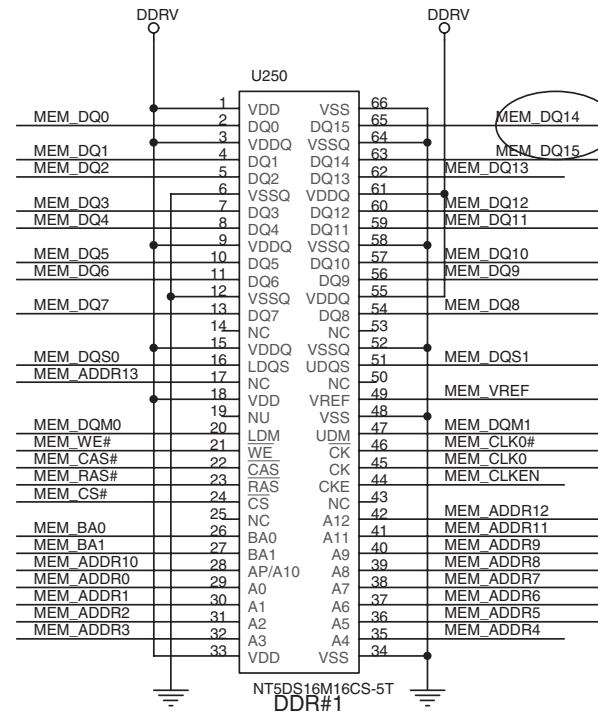 DDRV DDRV
U250
1 VDD VSS 66
MEM_DQ0 2 DQ0 DQ15 65 MEM_DQ14
3 VDDQ VSSQ 64
MEM_DQ1 4 DQ1 DQ14 63 MEM_DQ15
MEM_DQ2 5 DQ2 DQ13 62 MEM_DQ13
6 VSSQ VDDQ 61
MEM_DQ3 7 DQ3 DQ12 60 MEM_DQ12
MEM_DQ4 8 DQ4 DQ11 59 MEM_DQ11
9 VDDQ VSSQ 58
MEM_DQ5 10 DQ5 DQ10 57 MEM_DQ10
MEM_DQ6 11 DQ6 DQ9 56 MEM_DQ9
12 VSSQ VDDQ 55
MEM_DQ7 13 DQ7 DQ8 54 MEM_DQ8
14 NC NC 53
15 VDDQ VSSQ 52
MEM_DQS0 16 LDQS UDQS 51 MEM_DQS1
MEM_ADDR13 17 NC NC 50
18 VDD VREF 49 MEM_VREF
19 NU VSS 48
MEM_DQM0 20 LDM UDM 47 MEM_DQM1
MEM_WE# 21 WE CK 46 MEM_CLK0#
MEM_CAS# 22 CAS CK 45 MEM_CLK0
MEM_RAS# 23 RAS CKE 44 MEM_CLKEN
MEM_CS# 24 CS NC 43
25 NC A12 42 MEM_ADDR12
MEM_BA0 26 BA0 A11 41 MEM_ADDR11
MEM_BA1 27 BA1 A9 40 MEM_ADDR9
MEM_ADDR10 28 AP/A10 A8 39 MEM_ADDR8
MEM_ADDR0 29 A0 A7 38 MEM_ADDR7
MEM_ADDR1 30 A1 A6 37 MEM_ADDR6
MEM_ADDR2 31 A2 A5 36 MEM_ADDR5
MEM_ADDR3 32 A3 A4 35 MEM_ADDR4
33 VDD VSS 34
NT5DS16M16CS-5T
DDR#1